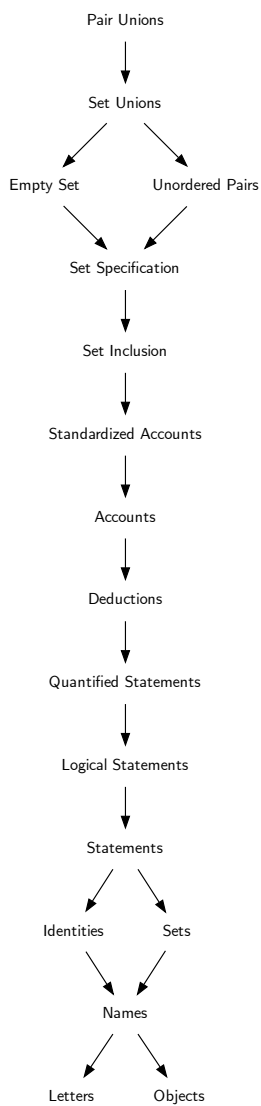 Pair Unions
Set Unions
Empty Set
Unordered Pairs
Set Specification
Set Inclusion
Standardized Accounts
Accounts
Deductions
Quantified Statements
Logical Statements
Statements
Identities
Sets
Names
Letters
Objects